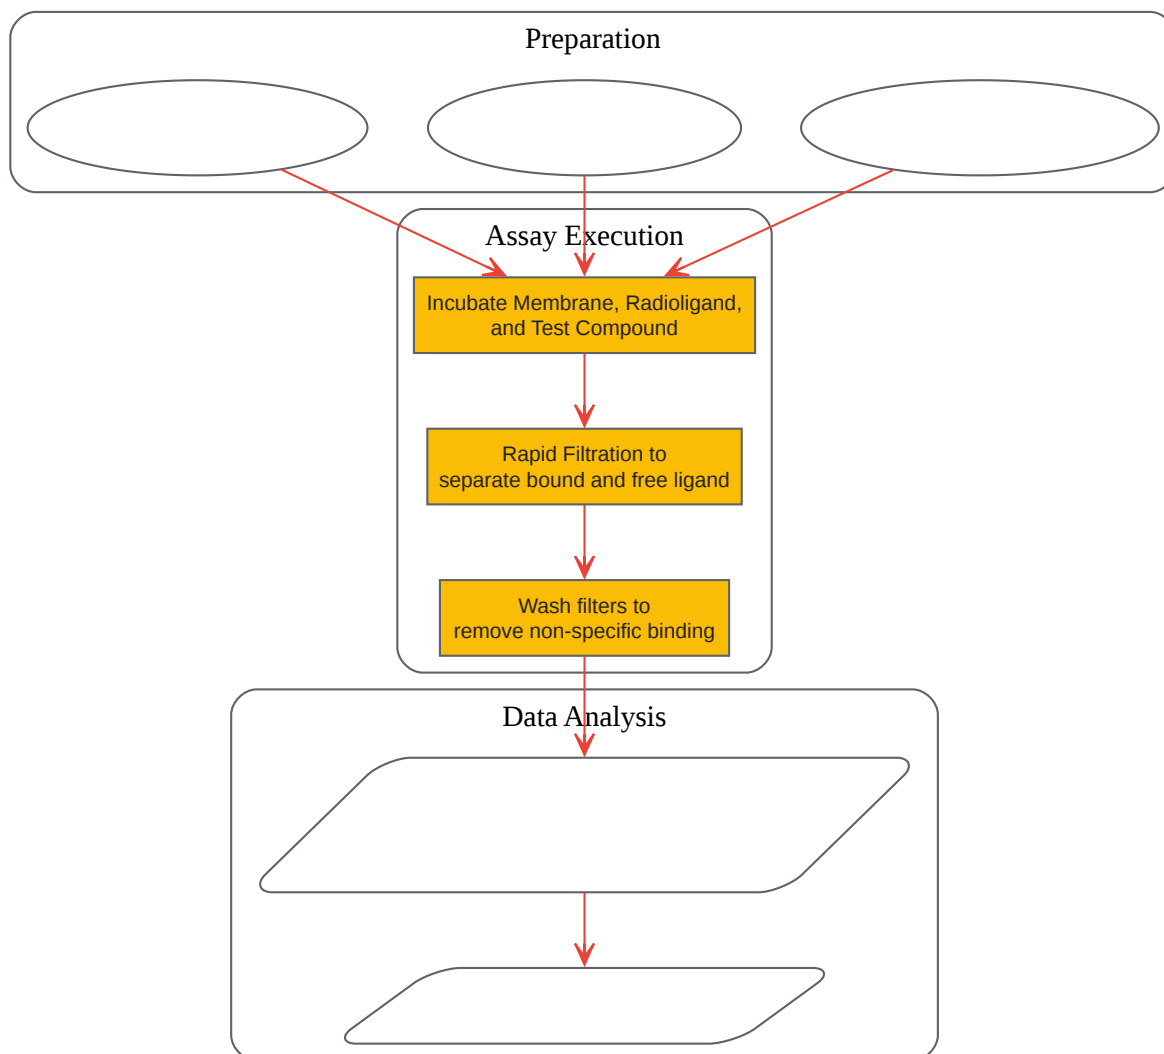 Preparation
Assay Execution
Incubate Membrane, Radioligand,
and Test Compound
Rapid Filtration to
separate bound and free ligand
Wash filters to
remove non-specific binding
Data Analysis